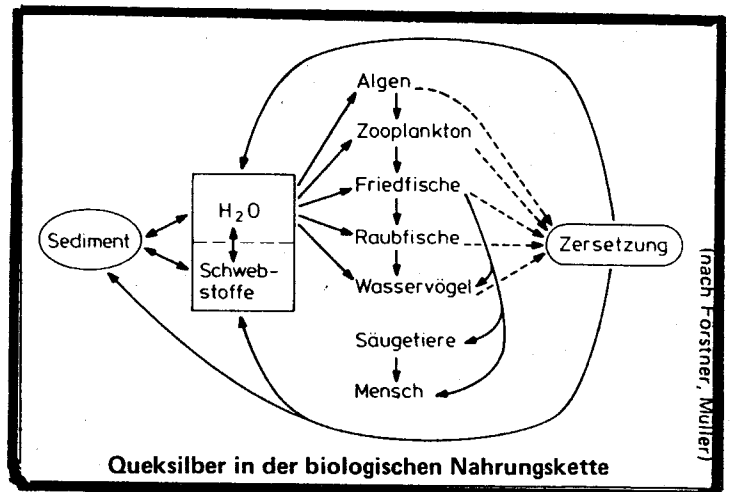 Algen
Zooplankton
Friedfische
Raubfische
Wasservögel
Säugetiere
Mensch
H₂O
Schweb-
stoffe
Sediment
Zersetzung
(nach Förstner, Müller)
Queksilber in der biologischen Nahrungskette